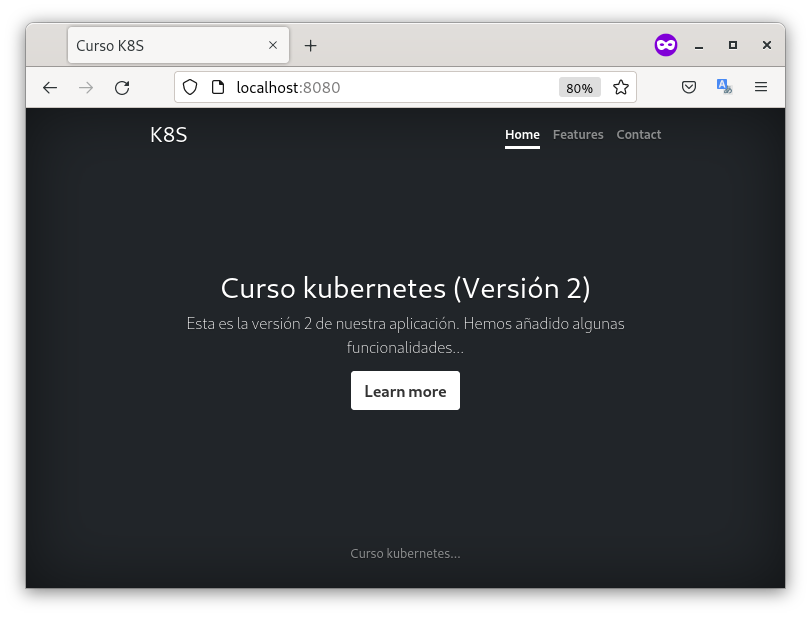 Curso K8S
localhost:8080
80%
K8S
Home Features Contact
Curso kubernetes (Versión 2)
Esta es la versión 2 de nuestra aplicación. Hemos añadido algunas
funcionalidades...
Learn more
Curso kubernetes...